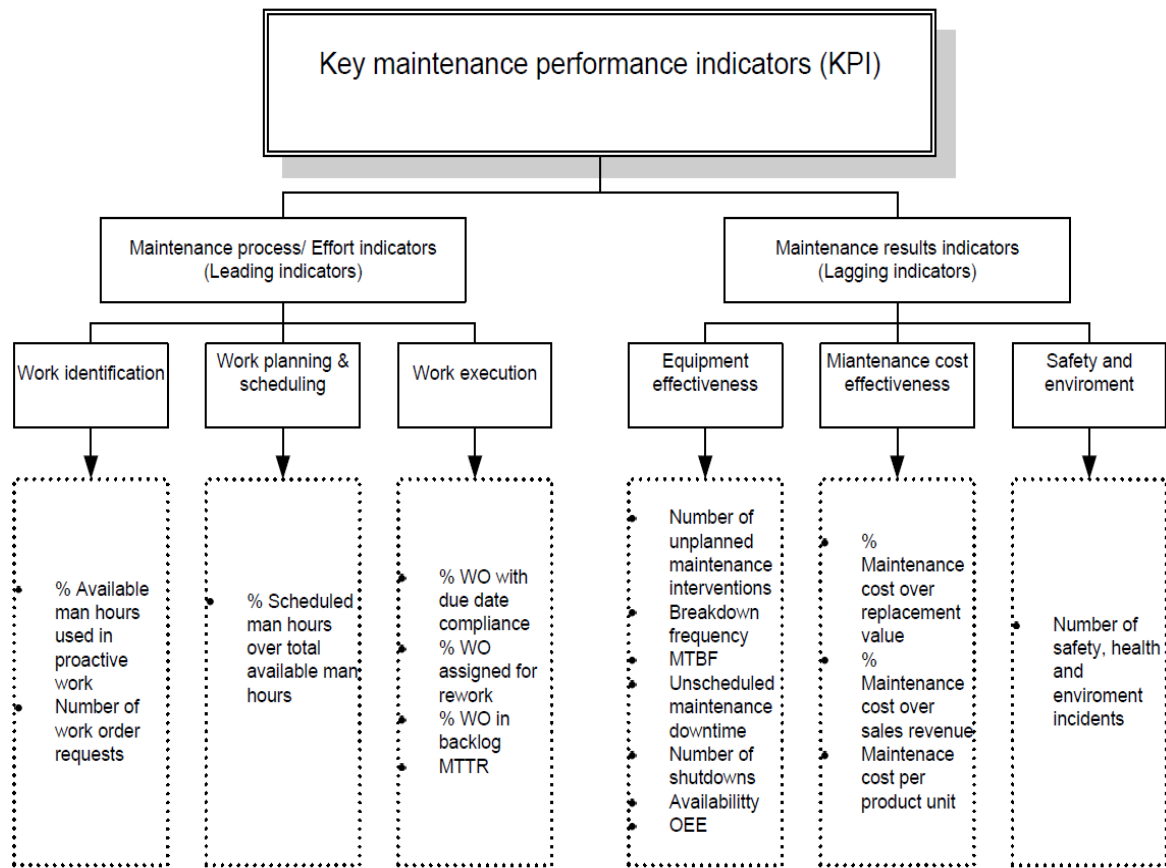 Key maintenance performance indicators (KPI)
Maintenance process/ Effort indicators
(Leading indicators)
Maintenance results indicators
(Lagging indicators)
Work identification
Work planning &
scheduling
Work execution
Equipment
effectiveness
Miantenance cost
effectiveness
Safety and
enviroment
• % Available
man hours
used in
proactive
work
• Number of
work order
requests
• % Scheduled
man hours
over total
available man
hours
• % WO with
due date
compliance
• % WO
assigned for
rework
• % WO in
backlog
• MTTR
• Number of
unplanned
maintenance
interventions
• Breakdown
frequency
• MTBF
• Unscheduled
maintenance
downtime
• Number of
shutdowns
• Availabilitty
• OEE
• %
Maintenance
cost over
replacement
value
• %
Maintenance
cost over
sales revenue
• Maintenace
cost per
product unit
• Number of
safety, health
and
enviroment
incidents